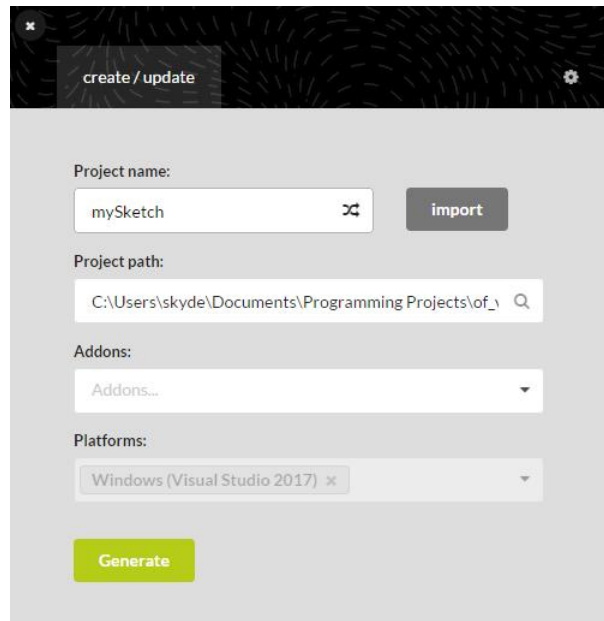 create / update
Project name:
mySketch
import
Project path:
C:\Users\skyde\Documents\Programming Projects\of_v
Addons:
Addons...
Platforms:
Windows (Visual Studio 2017) ×
Generate